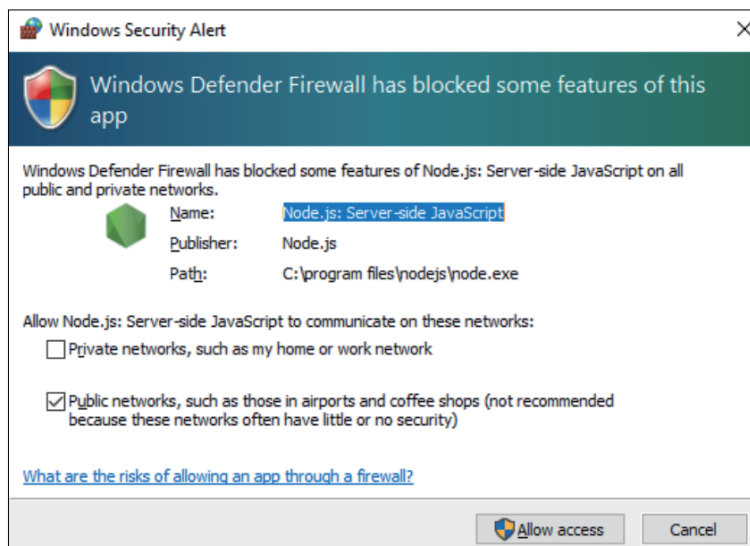 Windows Security Alert
Windows Defender Firewall has blocked some features of this
app
Windows Defender Firewall has blocked some features of Node.js: Server-side JavaScript on all
public and private networks.
Name: Node.js: Server-side JavaScript
Publisher: Node.js
Path: C:\program files\nodejs\node.exe
Allow Node.js: Server-side JavaScript to communicate on these networks:
Private networks, such as my home or work network
Public networks, such as those in airports and coffee shops (not recommended
because these networks often have little or no security)
What are the risks of allowing an app through a firewall?
Allow access Cancel